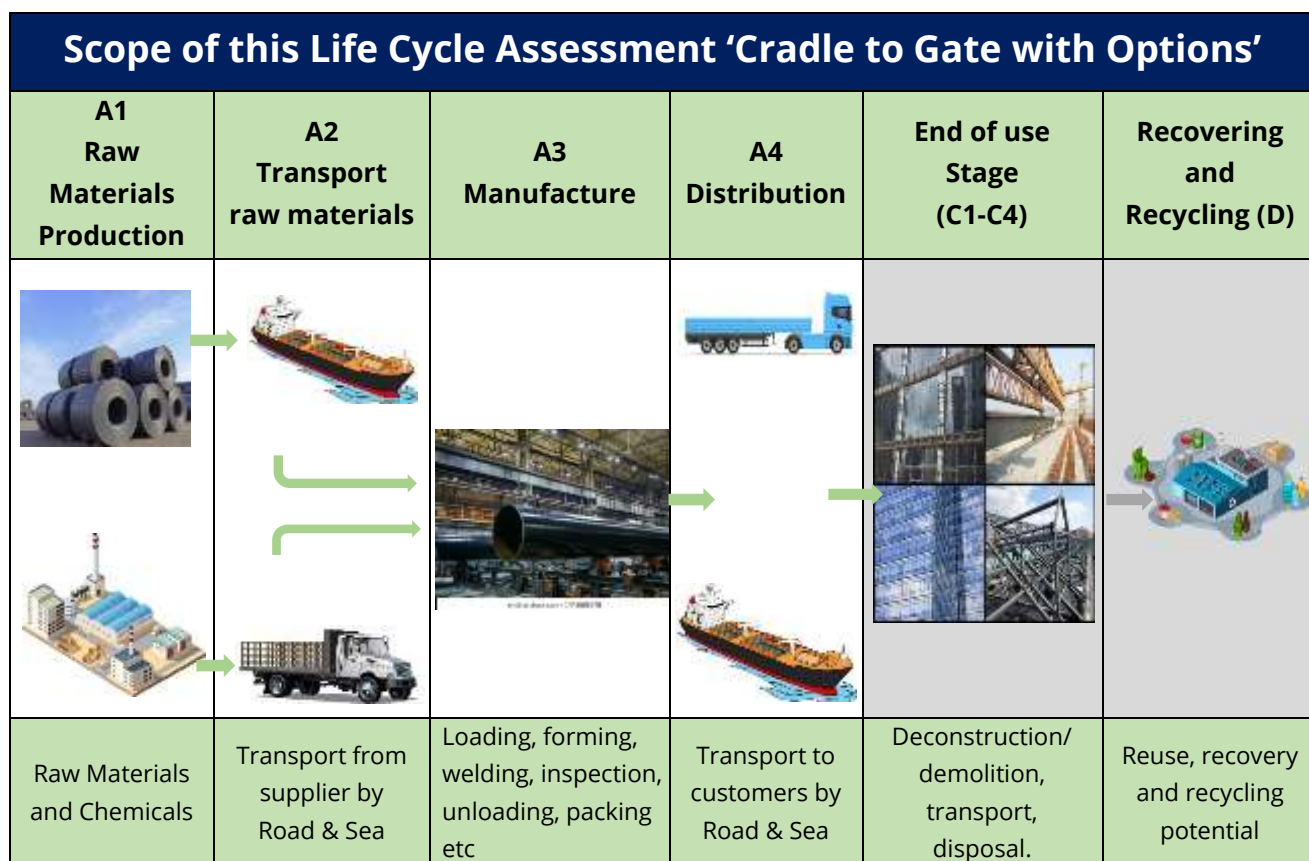 Scope of this Life Cycle Assessment ‘Cradle to Gate with Options’
A1
Raw
Materials
Production
A2
Transport
raw materials
A3
Manufacture
A4
Distribution
End of use
Stage
(C1-C4)
Recovering
and
Recycling (D)
Raw Materials
and Chemicals
Transport from
supplier by
Road & Sea
Loading, forming,
welding, inspection,
unloading, packing
etc
Transport to
customers by
Road & Sea
Deconstruction/
demolition,
transport,
disposal.
Reuse, recovery
and recycling
potential